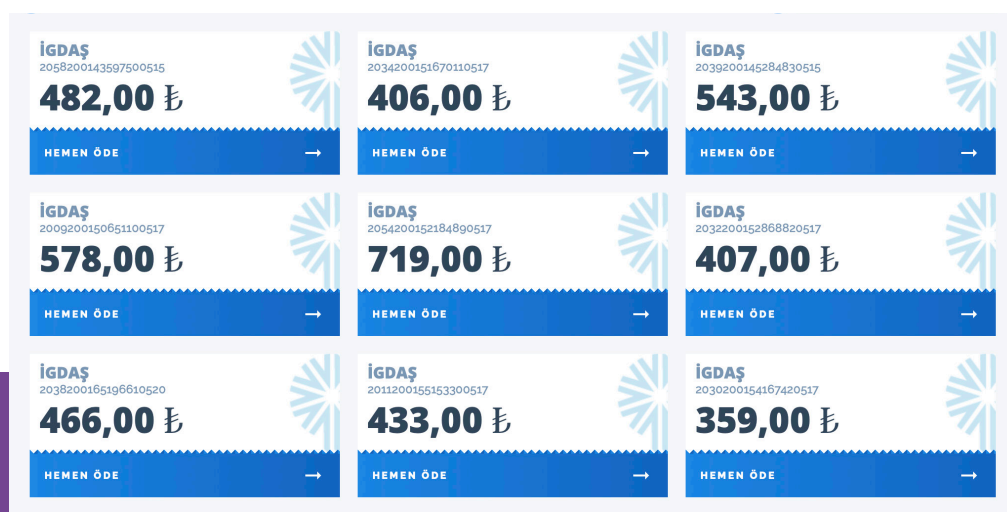 İGDAŞ
205820014359750​0515
482,00 ₺
HEMEN ÖDE
İGDAŞ
2034200151670110517
406,00 ₺
HEMEN ÖDE
İGDAŞ
2039200145284830515
543,00 ₺
HEMEN ÖDE
İGDAŞ
2009200150651100517
578,00 ₺
HEMEN ÖDE
İGDAŞ
2054200152184890517
719,00 ₺
HEMEN ÖDE
İGDAŞ
2032200152868820517
407,00 ₺
HEMEN ÖDE
İGDAŞ
2038200165196610520
466,00 ₺
HEMEN ÖDE
İGDAŞ
2011200155153300517
433,00 ₺
HEMEN ÖDE
İGDAŞ
2030200154167420517
359,00 ₺
HEMEN ÖDE